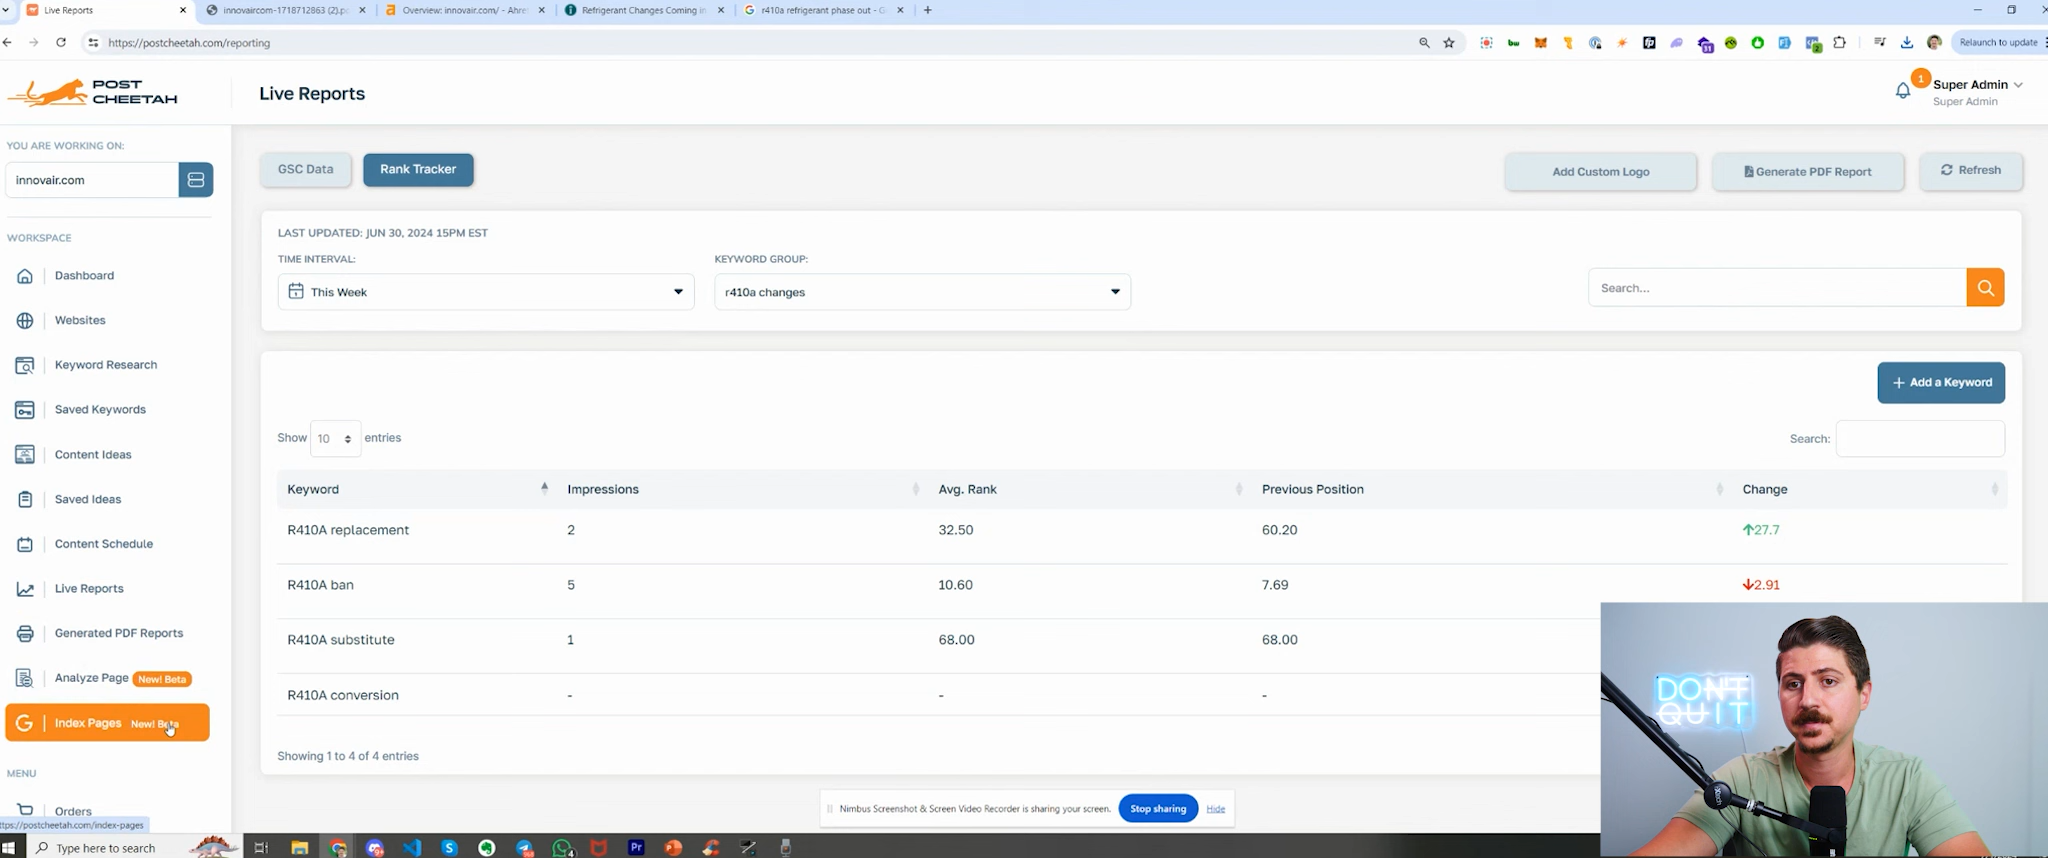 Live Reports
innovaircom-1718712863 (2).p
Overview: innovair.com/ - Ahre
Refrigerant Changes Coming in
r410a refrigerant phase out - G
https://postcheetah.com/reporting
Relaunch to update
POST
CHEETAH
Live Reports
1
Super Admin
Super Admin
YOU ARE WORKING ON:
innovair.com
GSC Data
Rank Tracker
Add Custom Logo
Generate PDF Report
Refresh
LAST UPDATED: JUN 30, 2024 15PM EST
TIME INTERVAL:
KEYWORD GROUP:
This Week
r410a changes
Search...
WORKSPACE
Dashboard
Websites
Keyword Research
Saved Keywords
Content Ideas
Saved Ideas
Content Schedule
Live Reports
Generated PDF Reports
Analyze Page New! Beta
Index Pages New! Beta
MENU
Orders
+ Add a Keyword
Show 10 entries
Search:
Keyword Impressions Avg. Rank Previous Position Change
R410A replacement 2 32.50 60.20 ↑27.7
R410A ban 5 10.60 7.69 ↓2.91
R410A substitute 1 68.00 68.00
R410A conversion - - -
Showing 1 to 4 of 4 entries
DON'T
QUIT
Nimbus Screenshot & Screen Video Recorder is sharing your screen.
Stop sharing
Hide
ttps://postcheetah.com/index-pages
Type here to search